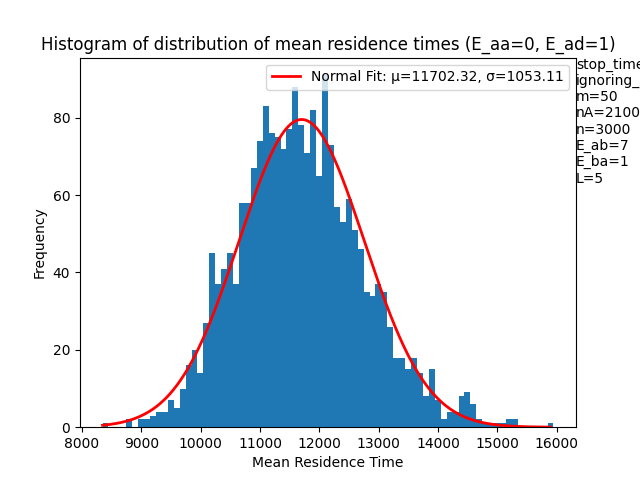 Histogram of distribution of mean residence times (E_aa=0, E_ad=1)
Normal Fit: μ=11702.32, σ=1053.11
stop_time
ignoring_
m=50
nA=2100
n=3000
E_ab=7
E_ba=1
L=5
Frequency
80
60
40
20
0
8000 9000 10000 11000 12000 13000 14000 15000 16000
Mean Residence Time